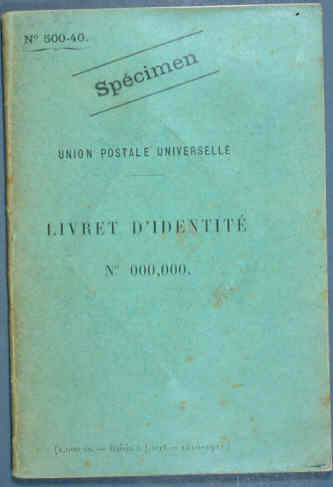 N° 500-40.
Spécimen
UNION POSTALE UNIVERSELLE
LIVRET D'IDENTITÉ
N° 000,000.